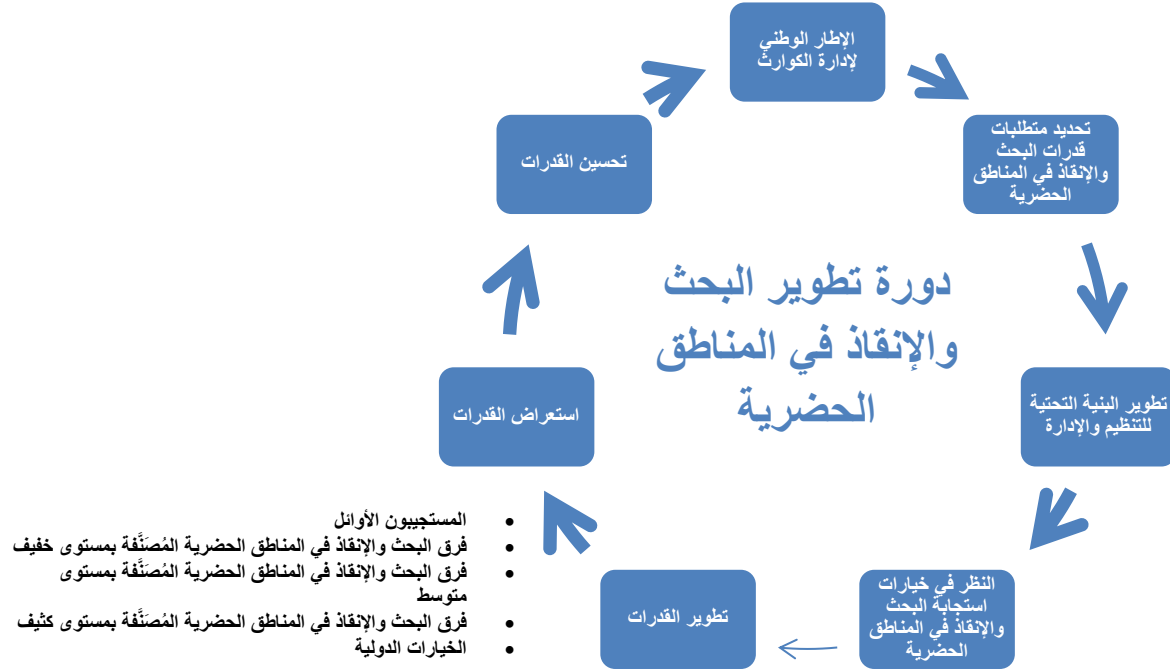 الإطار الوطني
لإدارة الكوارث
تحديد متطلبات
قدرات البحث
والإنقاذ في المناطق
الحضرية
تطوير البنية التحتية
للتنظيم والإدارة
النظر في خيارات
استجابة البحث
والإنقاذ في المناطق
الحضرية
تطوير القدرات
استعراض القدرات
تحسين القدرات
دورة تطوير البحث
والإنقاذ في المناطق
الحضرية
• المستجيبون الأوائل
• فرق البحث والإنقاذ في المناطق الحضرية المُصَنَّفة بمستوى خفيف
• فرق البحث والإنقاذ في المناطق الحضرية المُصَنَّفة بمستوى
متوسط
• فرق البحث والإنقاذ في المناطق الحضرية المُصَنَّفة بمستوى كثيف
• الخيارات الدولية